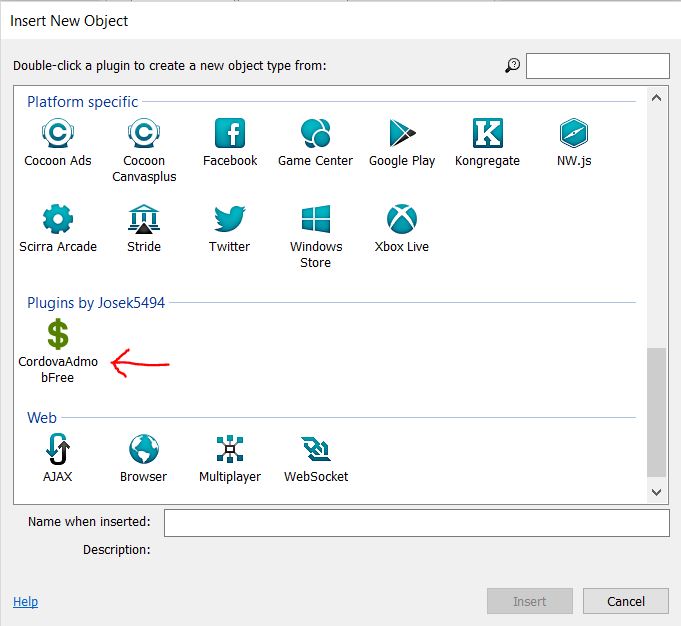 Insert New Object
Double-click a plugin to create a new object type from:
Platform specific
Cocoon Ads
Cocoon
Canvasplus
Facebook
Game Center
Google Play
Kongregate
NW.js
Scirra Arcade
Stride
Twitter
Windows
Store
Xbox Live
Plugins by Josek5494
CordovaAdmo
bFree
Web
AJAX
Browser
Multiplayer
WebSocket
Name when inserted:
Description:
Help
Insert
Cancel